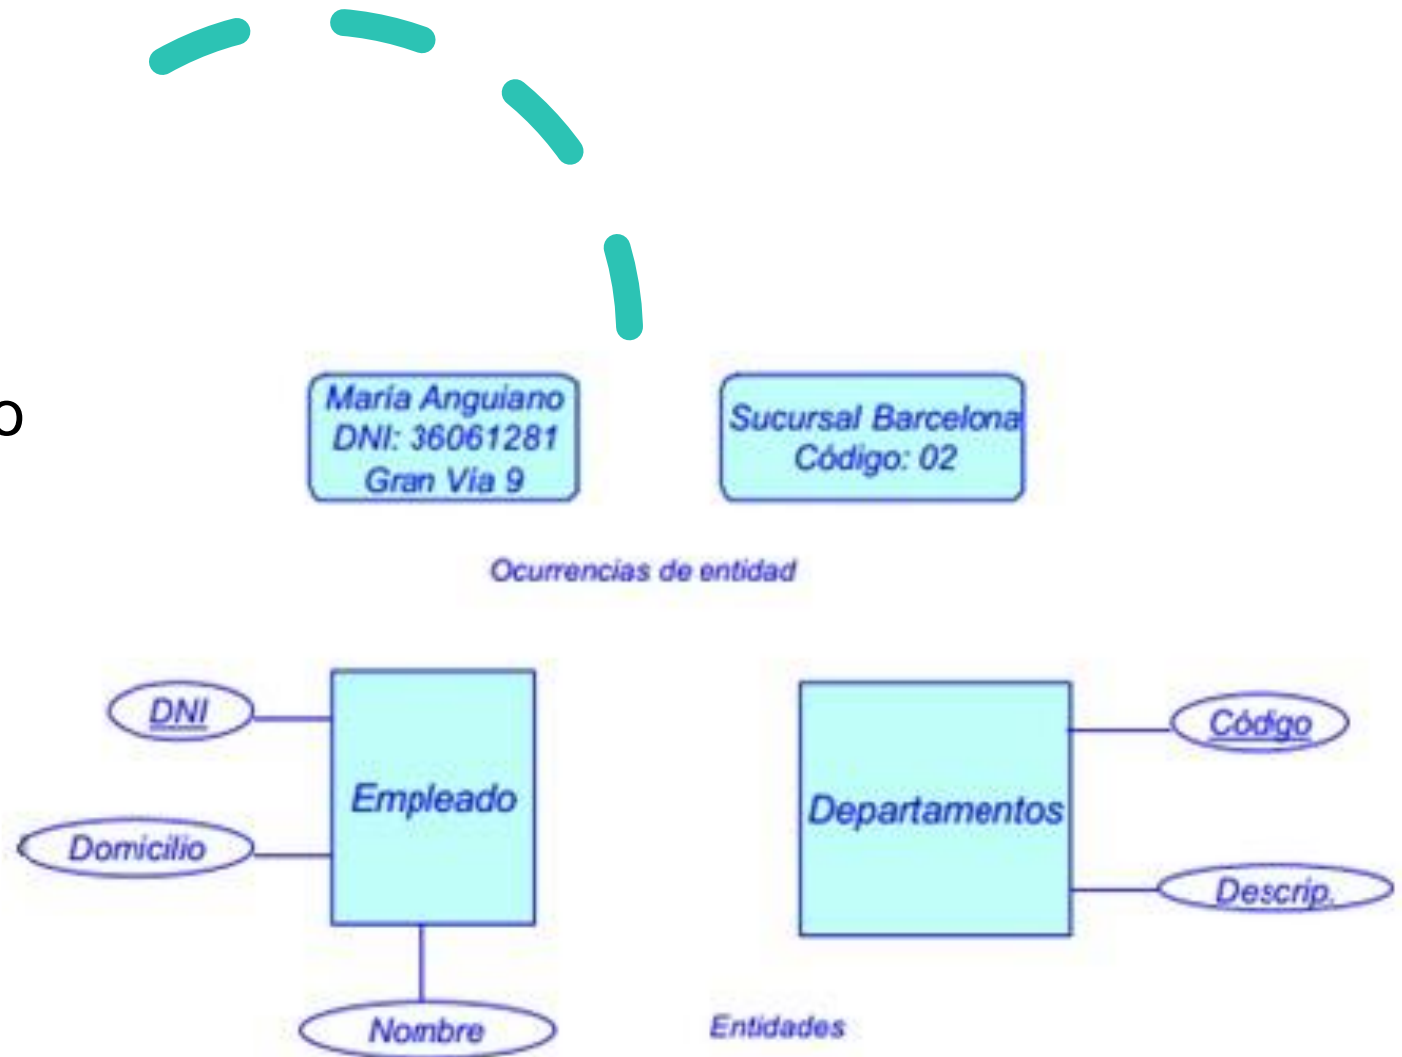 o
María Anguiano
DNI: 36061281
Gran Via 9
Sucursal Barcelona
Código: 02
Ocurrencias de entidad
DNI
Domicilio
Empleado
Nombre
Departamentos
Código
Descrip.
Entidades